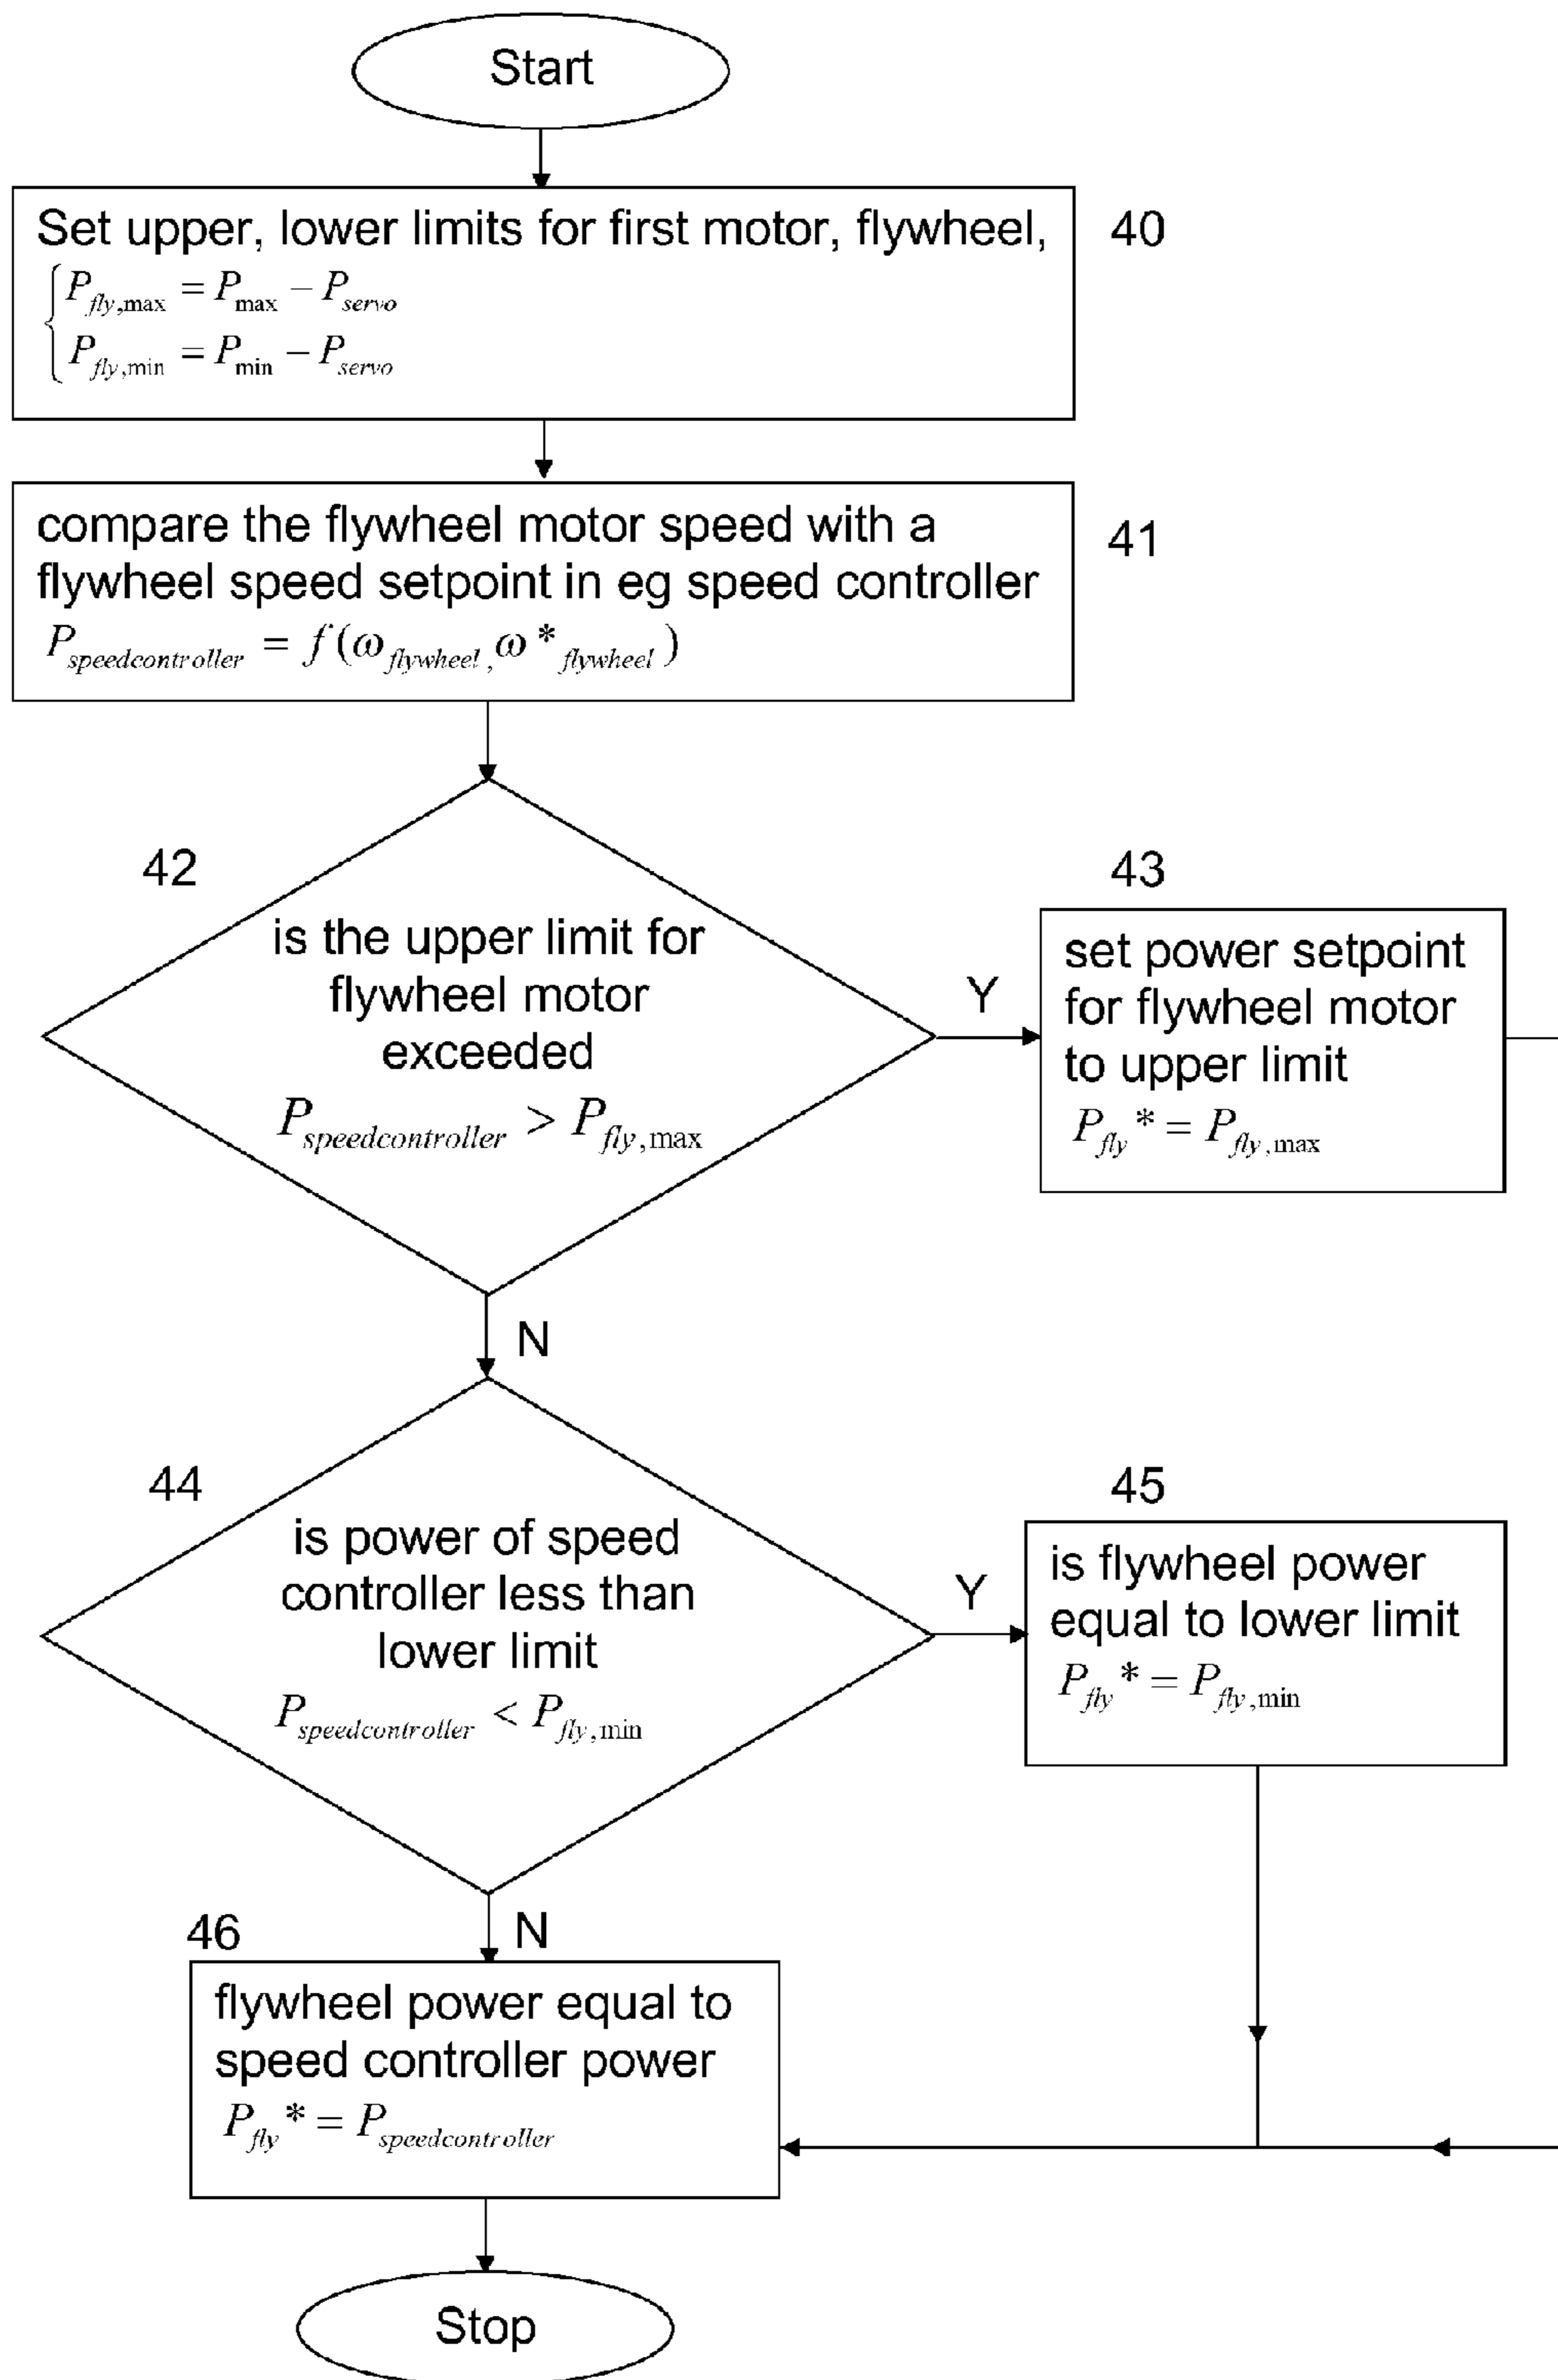 Start
Set upper, lower limits for first motor, flywheel,
P_fly,max = P_max − P_servo
P_fly,min = P_min − P_servo
40
compare the flywheel motor speed with a
flywheel speed setpoint in eg speed controller
P_speedcontroller = f(ω_flywheel, ω*_flywheel)
41
42
is the upper limit for
flywheel motor
exceeded
P_speedcontroller > P_fly,max
Y
43
set power setpoint
for flywheel motor
to upper limit
P_fly* = P_fly,max
N
44
is power of speed
controller less than
lower limit
P_speedcontroller < P_fly,min
Y
45
is flywheel power
equal to lower limit
P_fly* = P_fly,min
N
46
flywheel power equal to
speed controller power
P_fly* = P_speedcontroller
Stop